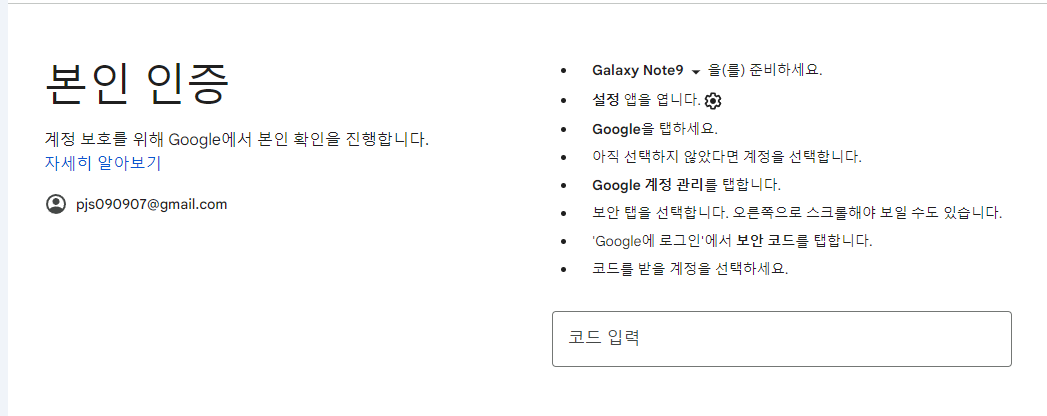 본인 인증
계정 보호를 위해 Google에서 본인 확인을 진행합니다.
자세히 알아보기
pjs090907@gmail.com
Galaxy Note9 을(를) 준비하세요.
설정 앱을 엽니다.
Google을 탭하세요.
아직 선택하지 않았다면 계정을 선택합니다.
Google 계정 관리를 탭합니다.
보안 탭을 선택합니다. 오른쪽으로 스크롤해야 보일 수도 있습니다.
'Google에 로그인'에서 보안 코드를 탭합니다.
코드를 받을 계정을 선택하세요.
코드 입력